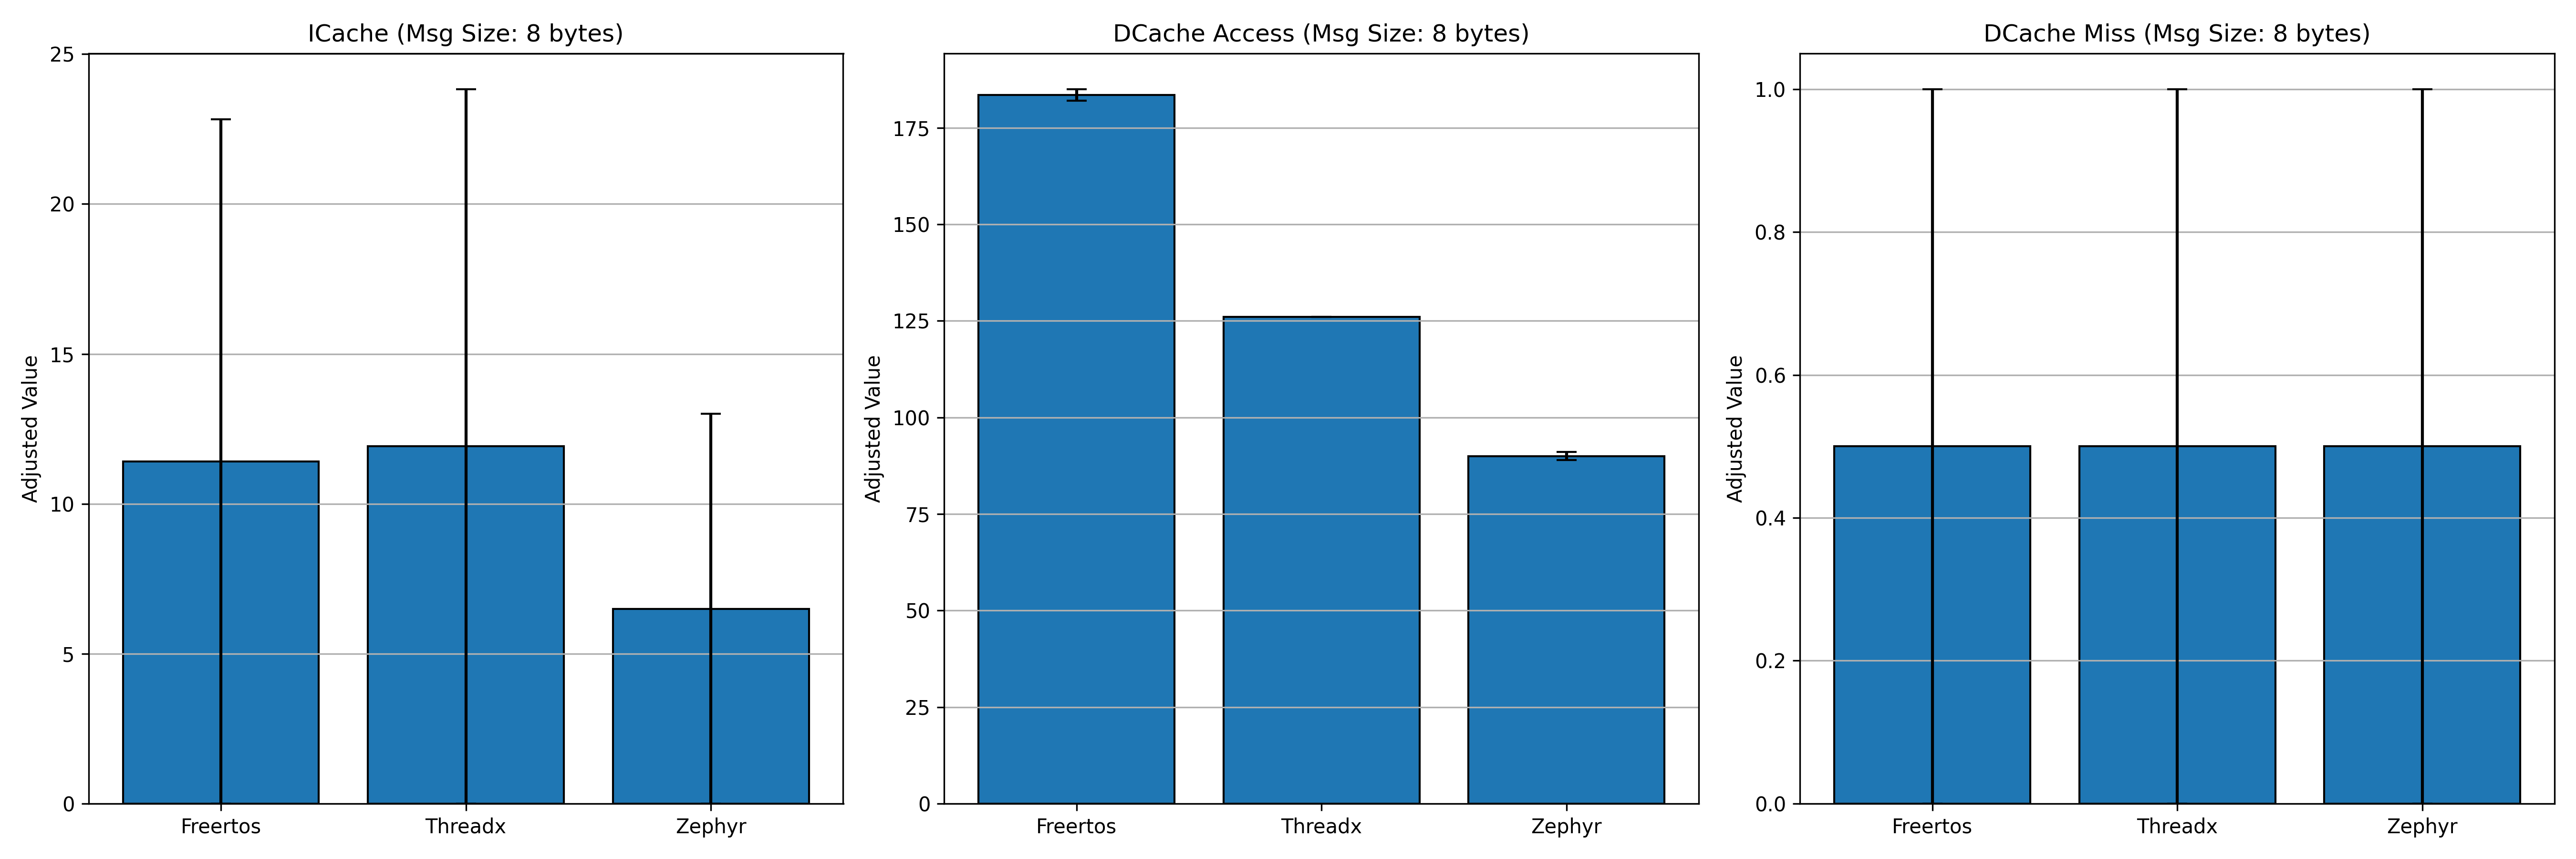 ICache (Msg Size: 8 bytes)
Adjusted Value
25
20
15
10
5
0
Freertos Threadx Zephyr
DCache Access (Msg Size: 8 bytes)
Adjusted Value
175
150
125
100
75
50
25
0
Freertos Threadx Zephyr
DCache Miss (Msg Size: 8 bytes)
Adjusted Value
1.0
0.8
0.6
0.4
0.2
0.0
Freertos Threadx Zephyr